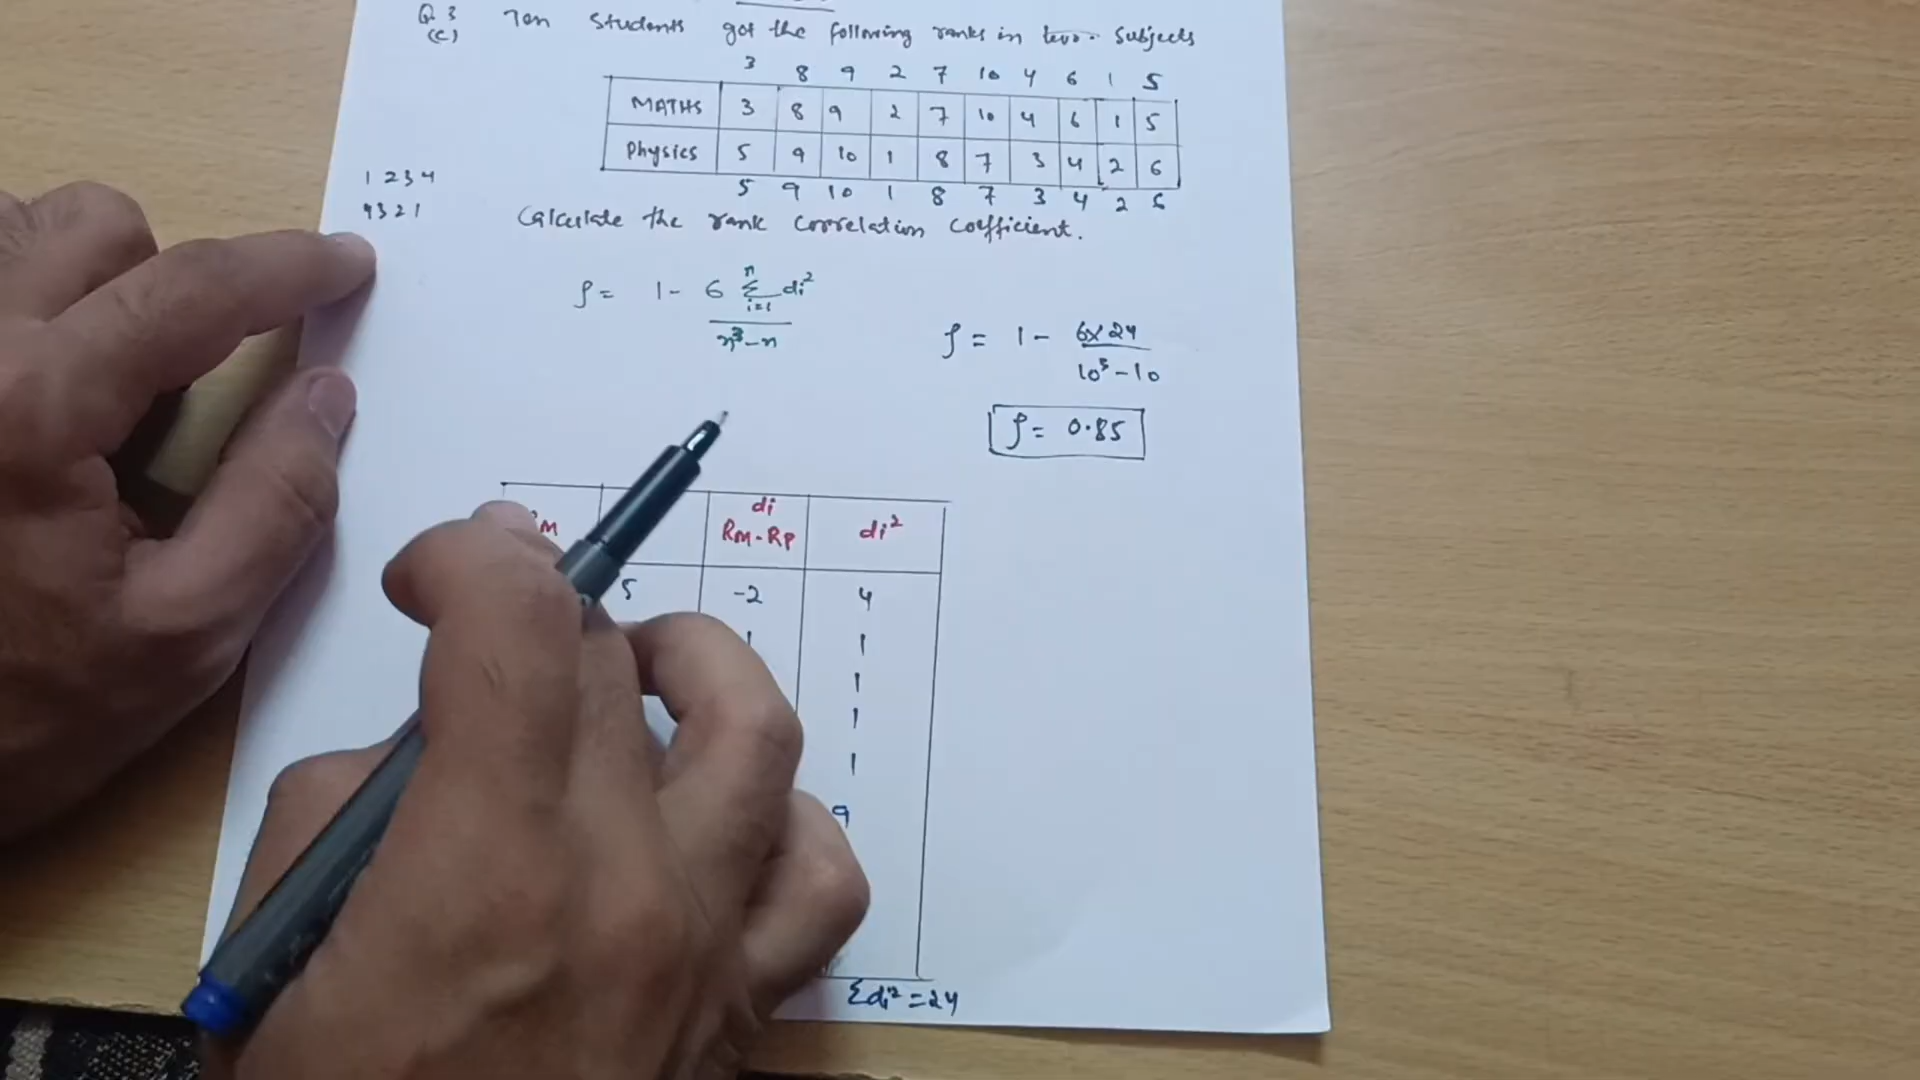 Q.3 Ten Students got the following ranks in two. Subjects
(c)
3 8 9 2 7 10 4 6 1 5
MATHS 3 8 9 2 7 10 4 6 1 5
Physics 5 9 10 1 8 7 3 4 2 6
5 9 10 1 8 7 3 4 2 6
1 2 3 4
4 3 2 1
Calculate the rank correlation coefficient.
ρ = 1 - 6 Σ di²
n
i=1
n³-n
ρ = 1 - 6x24
10³-10
ρ = 0.85
di
Rm-Rp di²
5 -2 4
1 1
1
1
1
9
Σdi² = 24